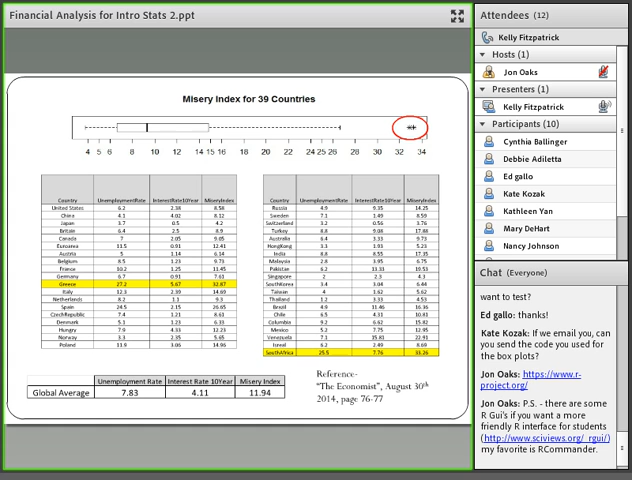 Financial Analysis for Intro Stats 2.ppt
Misery Index for 39 Countries
4 5 6 8 9 10 12 14 15 16 18 20 22 24 25 26 28 30 32 34
Country UnemploymentRate InterestRate10Year MiseryIndex
United States 6.2 2.38 8.58
China 4.1 4.02 8.12
Japan 3.7 0.5 4.2
Britain 6.4 2.5 8.9
Canada 7 2.05 9.05
Euroarea 11.5 0.91 12.41
Austria 5 1.14 6.14
Belgium 8.5 1.23 9.73
France 10.2 1.25 11.45
Germany 6.7 0.91 7.61
Greece 27.2 5.67 32.87
Italy 12.3 2.39 14.69
Netherlands 8.2 1.1 9.3
Spain 24.5 2.15 26.65
CzechRepublic 7.4 1.21 8.61
Denmark 5.1 1.23 6.33
Hungary 7.9 4.33 12.23
Norway 3.3 2.35 5.65
Poland 11.9 3.06 14.96
Country UnemploymentRate InterestRate10Year MiseryIndex
Russia 4.9 9.35 14.25
Sweden 7.1 1.49 8.59
Switzerland 3.2 0.56 3.76
Turkey 8.8 9.08 17.88
Australia 6.4 3.33 9.73
HongKong 3.3 1.93 5.23
India 8.8 8.55 17.35
Malaysia 2.8 3.95 6.75
Pakistan 6.2 13.33 19.53
Singapore 2 2.3 4.3
SouthKorea 3.4 3.04 6.44
Taiwan 4 1.62 5.62
Thailand 1.2 3.33 4.53
Brazil 4.9 11.46 16.36
Chile 6.5 4.31 10.81
Columbia 9.2 6.62 15.82
Mexico 5.2 7.75 12.95
Venezuela 7.1 15.81 22.91
Israel 6.2 2.49 8.69
SouthAfrica 25.5 7.76 33.26
Unemployment Rate Interest Rate 10Year Misery Index
Global Average 7.83 4.11 11.94
Reference-
"The Economist", August 30th
2014, page 76-77
Attendees (12)
Kelly Fitzpatrick
Hosts (1)
Jon Oaks
Presenters (1)
Kelly Fitzpatrick
Participants (10)
Cynthia Ballinger
Debbie Adiletta
Ed gallo
Kate Kozak
Kathleen Yan
Mary DeHart
Nancy Johnson
Chat (Everyone)
want to test?
Ed gallo: thanks!
Kate Kozak: If we email you, can
you send the code you used for
the box plots?
Jon Oaks: https://www.r-
project.org/
Jon Oaks: P.S. - there are some
R Gui's if you want a more
friendly R interface for students
(http://www.sciviews.org/_rgui/)
my favorite is RCommander.